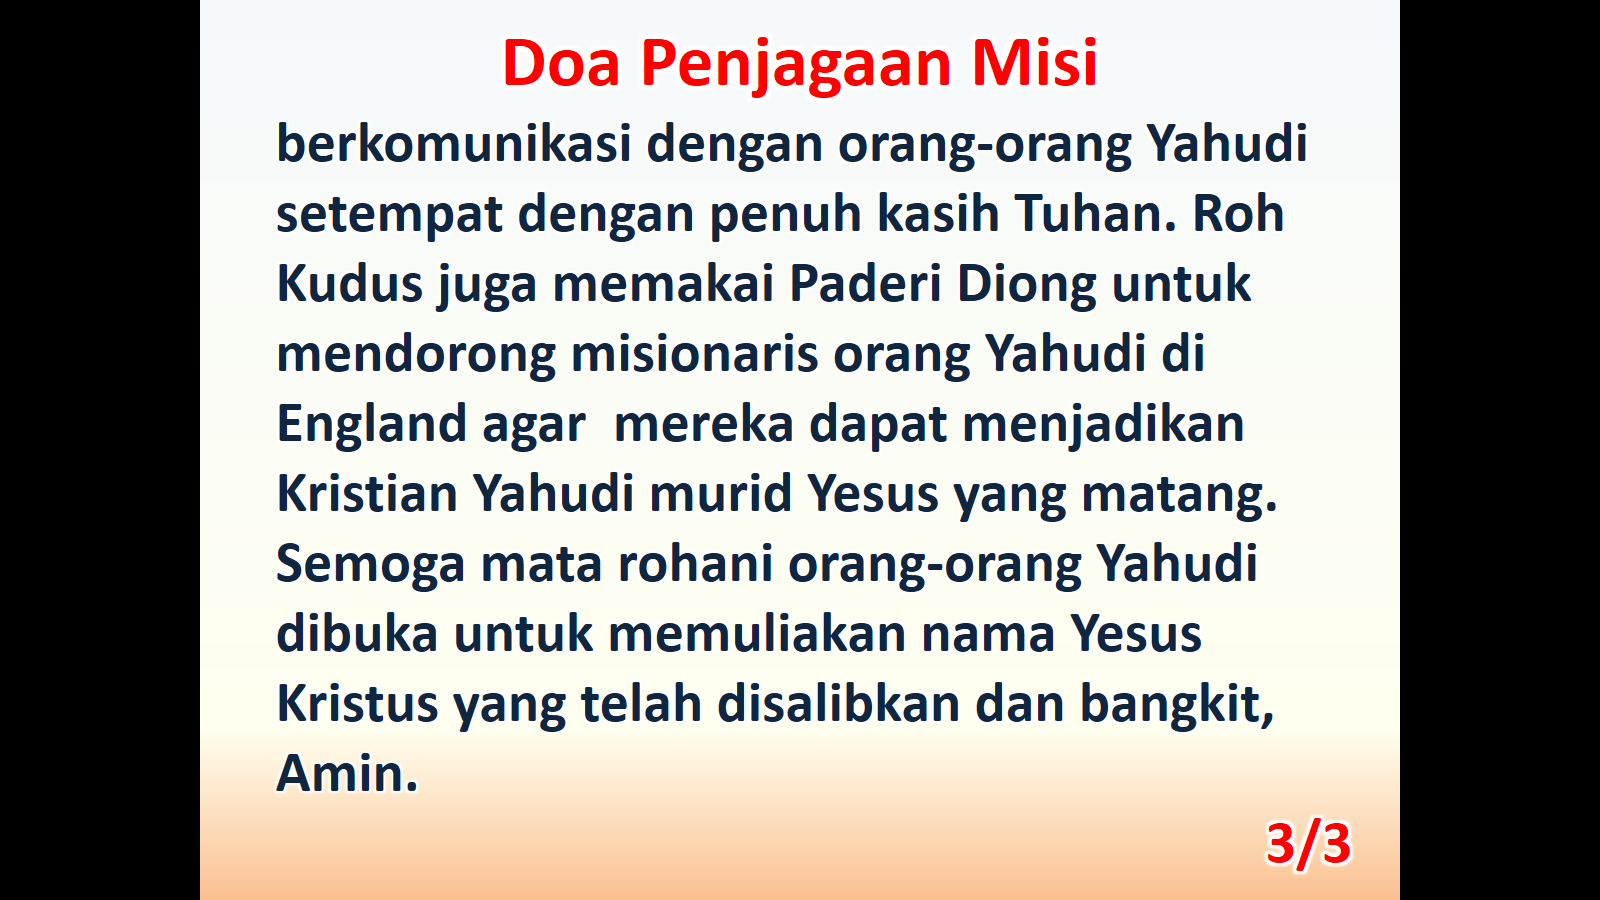 Doa Penjagaan Misi
berkomunikasi dengan orang-orang Yahudi
setempat dengan penuh kasih Tuhan. Roh
Kudus juga memakai Paderi Diong untuk
mendorong misionaris orang Yahudi di
England agar  mereka dapat menjadikan
Kristian Yahudi murid Yesus yang matang.
Semoga mata rohani orang-orang Yahudi
dibuka untuk memuliakan nama Yesus
Kristus yang telah disalibkan dan bangkit,
Amin.
3/3